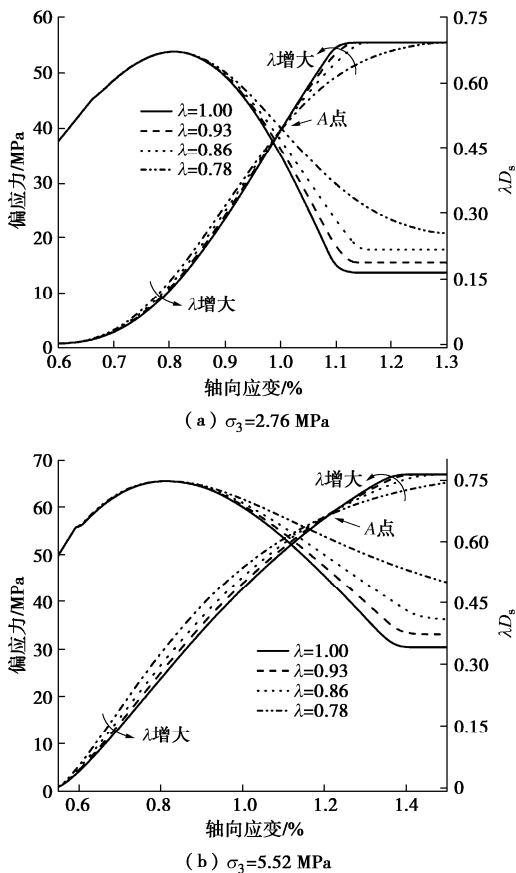 60
50
40
30
20
10
0
偏应力/MPa
0.75
0.60
0.45
0.30
0.15
0
λDs
λ增大
A点
λ=1.00
λ=0.93
λ=0.86
λ=0.78
λ增大
0.6 0.7 0.8 0.9 1.0 1.1 1.2 1.3
轴向应变/%
(a) σ3=2.76 MPa
70
60
50
40
30
20
10
0
偏应力/MPa
0.75
0.60
0.45
0.30
0.15
0
λDs
λ增大
A点
λ=1.00
λ=0.93
λ=0.86
λ=0.78
λ增大
0.6 0.8 1.0 1.2 1.4
轴向应变/%
(b) σ3=5.52 MPa